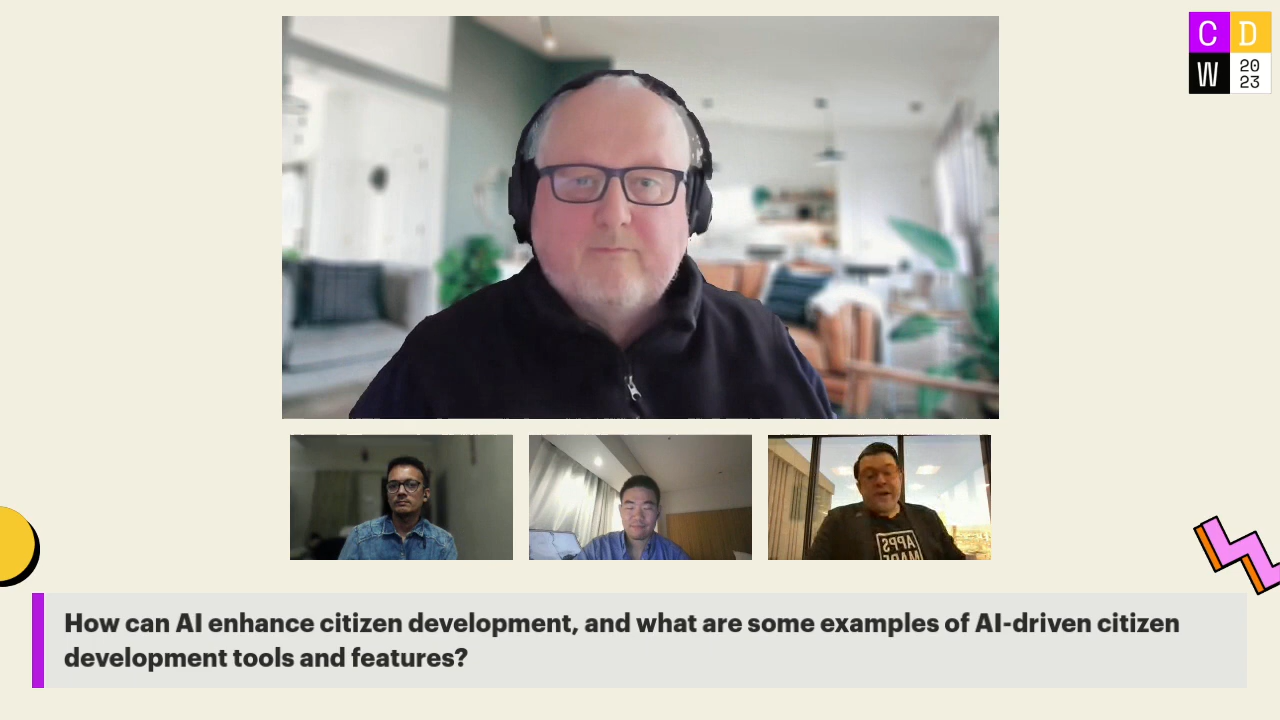 C D
W 20
23
APPS
MADE
How can AI enhance citizen development, and what are some examples of AI-driven citizen
development tools and features?